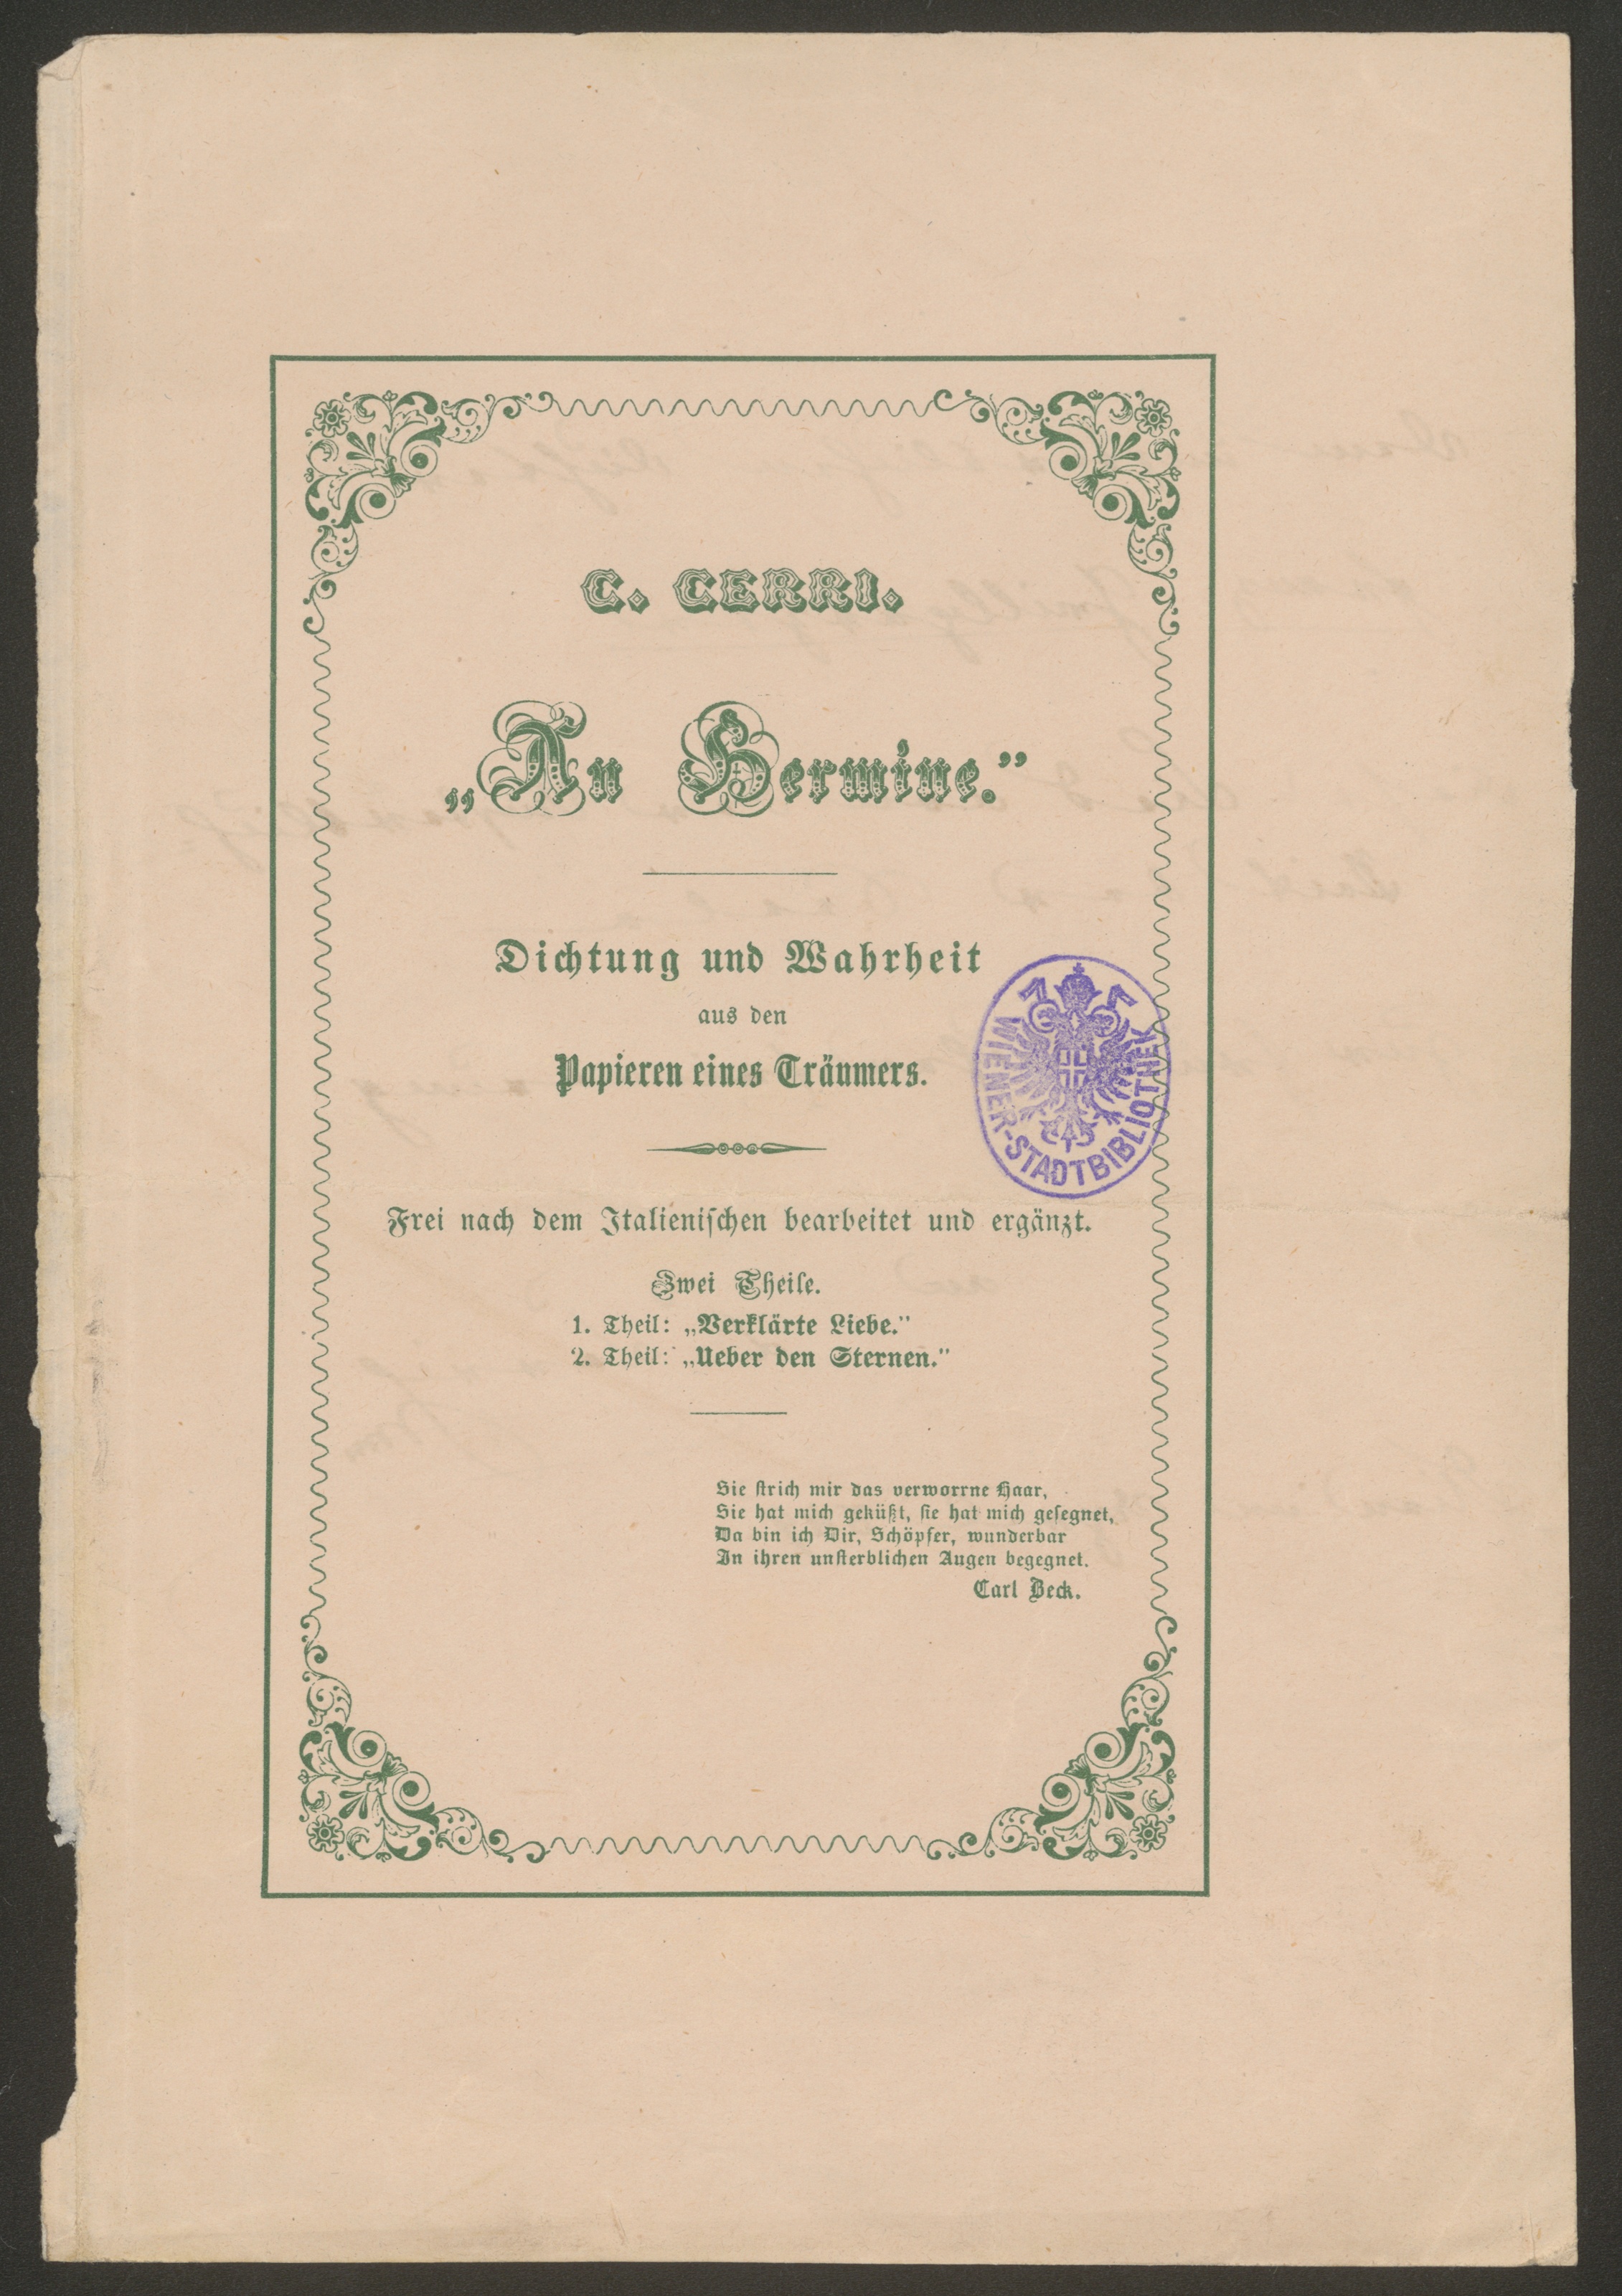 C. CERRI.
„An Hermine.“
Dichtung und Wahrheit
aus den
Papieren eines Träumers.
WIENER-STADTBIBLIOTHEK
Frei nach dem Italienischen bearbeitet und ergänzt.
Zwei Theile.
1. Theil: „Verklärte Liebe.“
2. Theil: „Ueber den Sternen.“
Sie strich mir das verworrne Haar,
Sie hat mich geküßt, sie hat mich gesegnet,
Da bin ich Dir, Schöpfer, wunderbar
In ihren unsterblichen Augen begegnet.
Carl Beck.